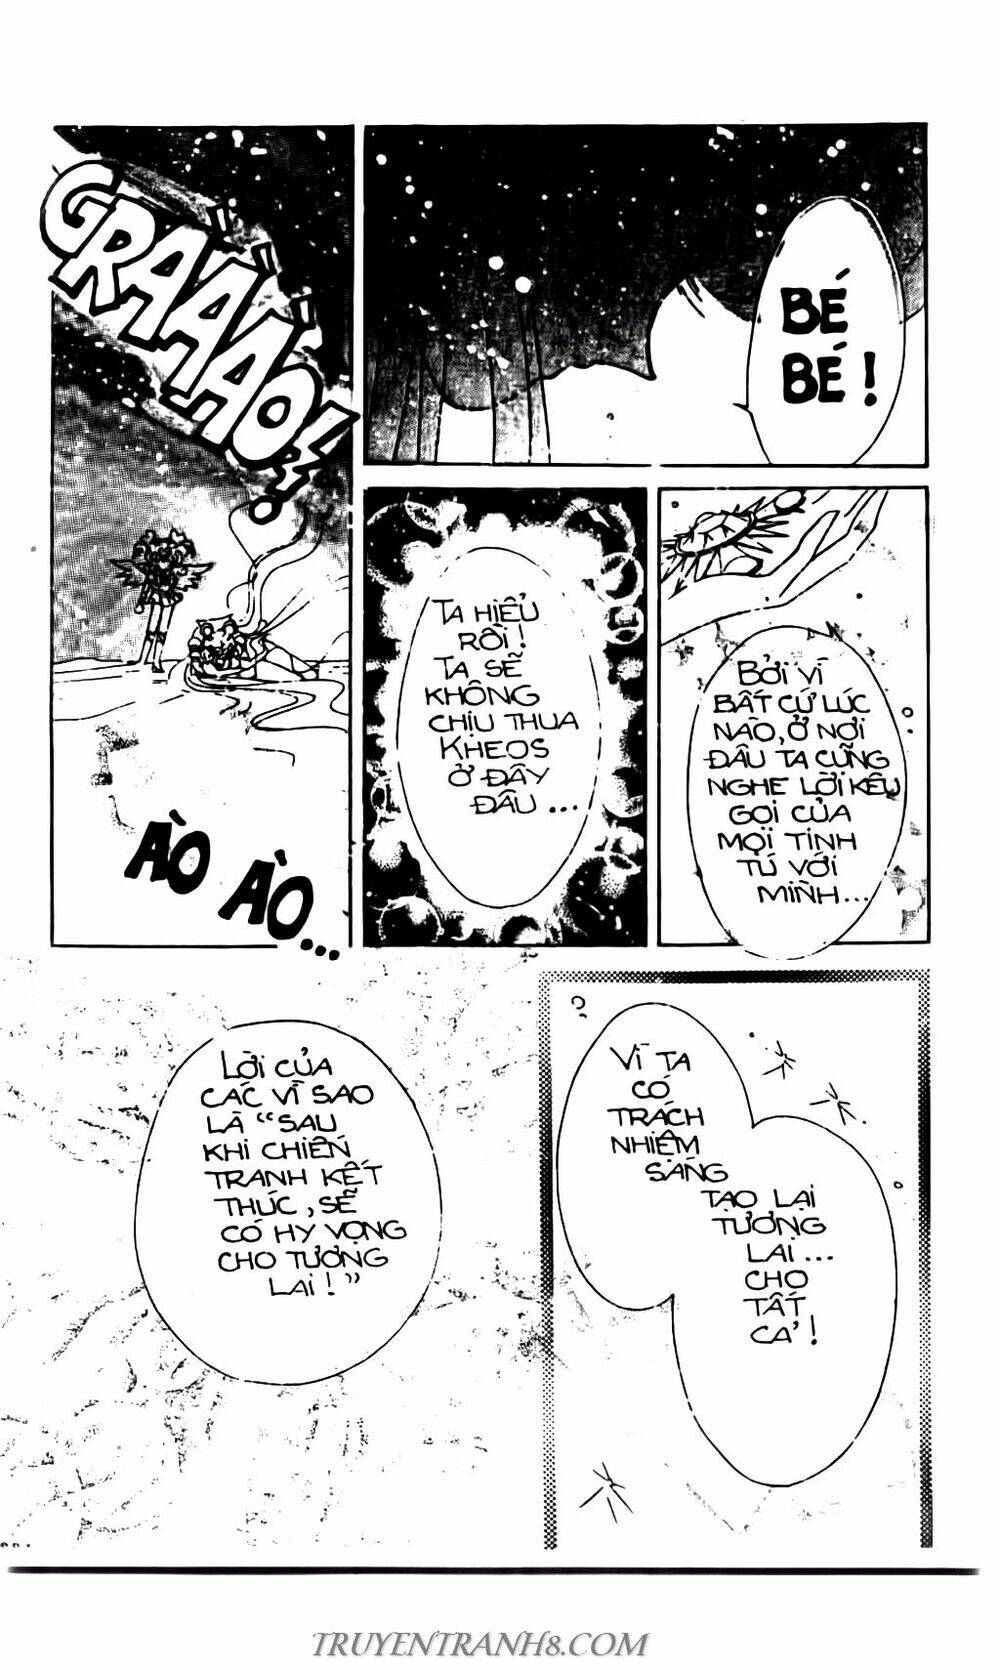 GRÀÀÀÒ!
BÉ
BÉ!
TA HIỂU
RỒI!
TA SẼ
KHÔNG
CHỊU THUA
KHEOS
Ở ĐÂY
ĐÂU...
BỞI VÌ
BẤT CỨ LÚC
NÀO, Ở NƠI
ĐÂU TA CŨNG
NGHE LỜI KÊU
GỌI CỦA
MỌI TINH
TÚ VỚI
MÌNH...
ÀO ÀO...
LỜI CỦA
CÁC VÌ SAO
LÀ "SAU
KHI CHIẾN
TRANH KẾT
THÚC, SẼ
CÓ HY VỌNG
CHO TƯƠNG
LAI!"
VÌ TA
CÓ
TRÁCH
NHIỆM
SÁNG
TẠO LẠI
TƯƠNG
LAI...
CHO
TẤT
CẢ!
TRUYENTRANH8.COM